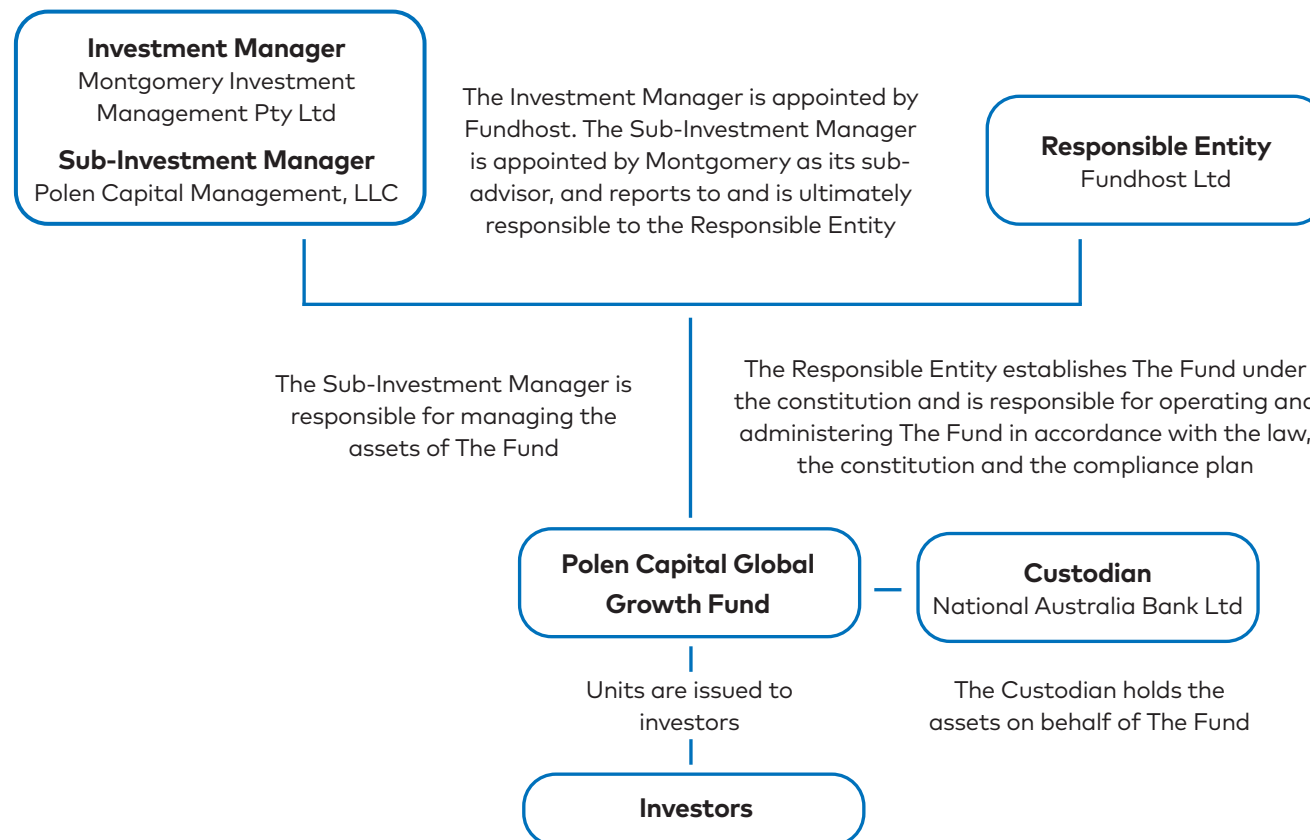 Investment Manager
Montgomery Investment
Management Pty Ltd
Sub-Investment Manager
Polen Capital Management, LLC
The Investment Manager is appointed by
Fundhost. The Sub-Investment Manager
is appointed by Montgomery as its sub-
advisor, and reports to and is ultimately
responsible to the Responsible Entity
Responsible Entity
Fundhost Ltd
The Sub-Investment Manager is
responsible for managing the
assets of The Fund
The Responsible Entity establishes The Fund under
the constitution and is responsible for operating and
administering The Fund in accordance with the law,
the constitution and the compliance plan
Polen Capital Global
Growth Fund
Custodian
National Australia Bank Ltd
Units are issued to
investors
The Custodian holds the
assets on behalf of The Fund
Investors